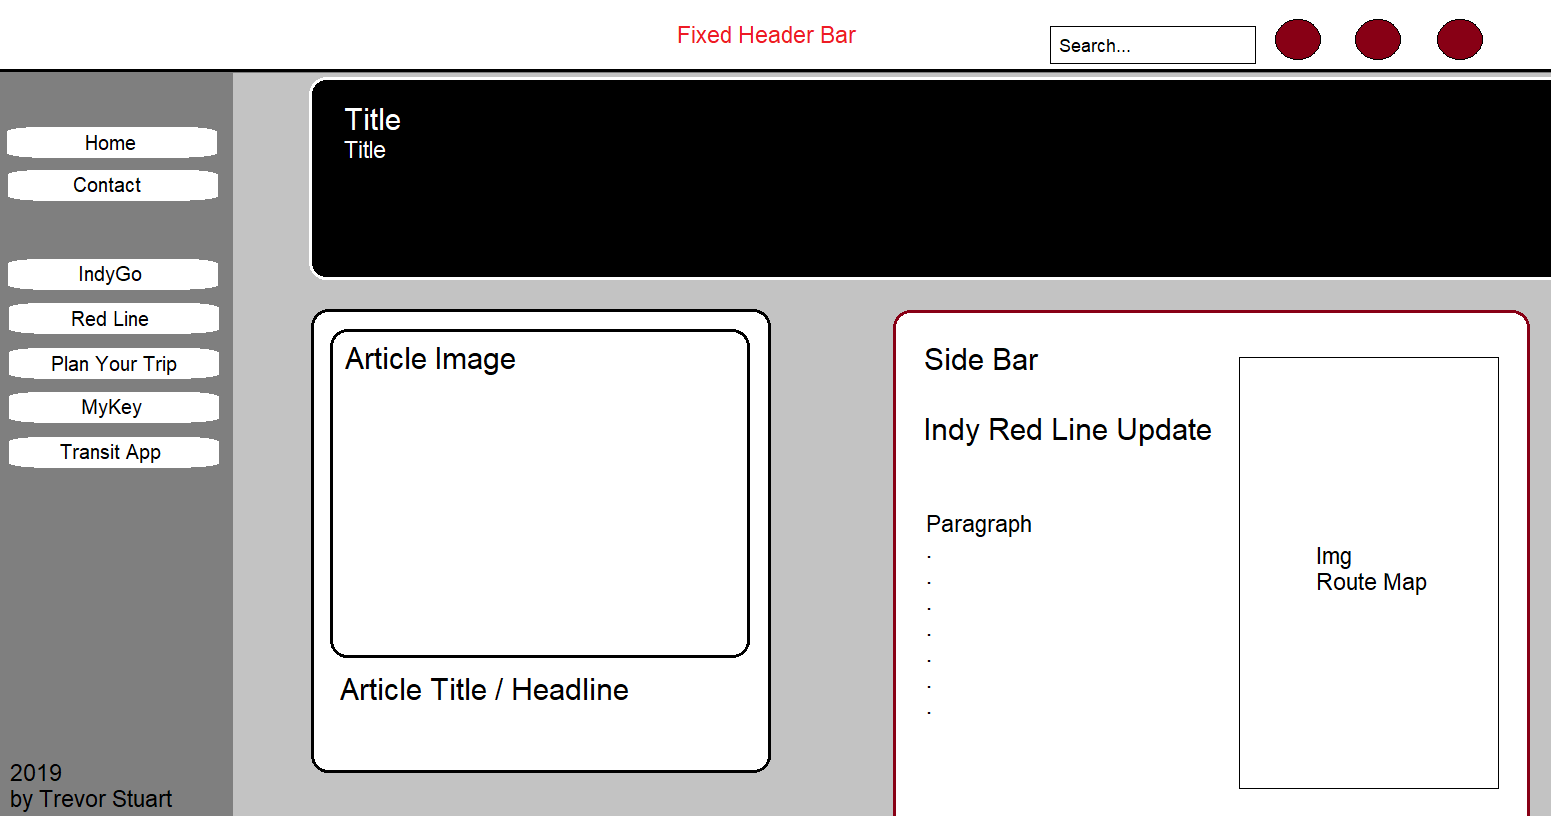 Fixed Header Bar
Search...
Home
Contact
IndyGo
Red Line
Plan Your Trip
MyKey
Transit App
2019
by Trevor Stuart
Title
Title
Article Image
Article Title / Headline
Side Bar
Indy Red Line Update
Paragraph
.
.
.
.
.
.
.
Img
Route Map